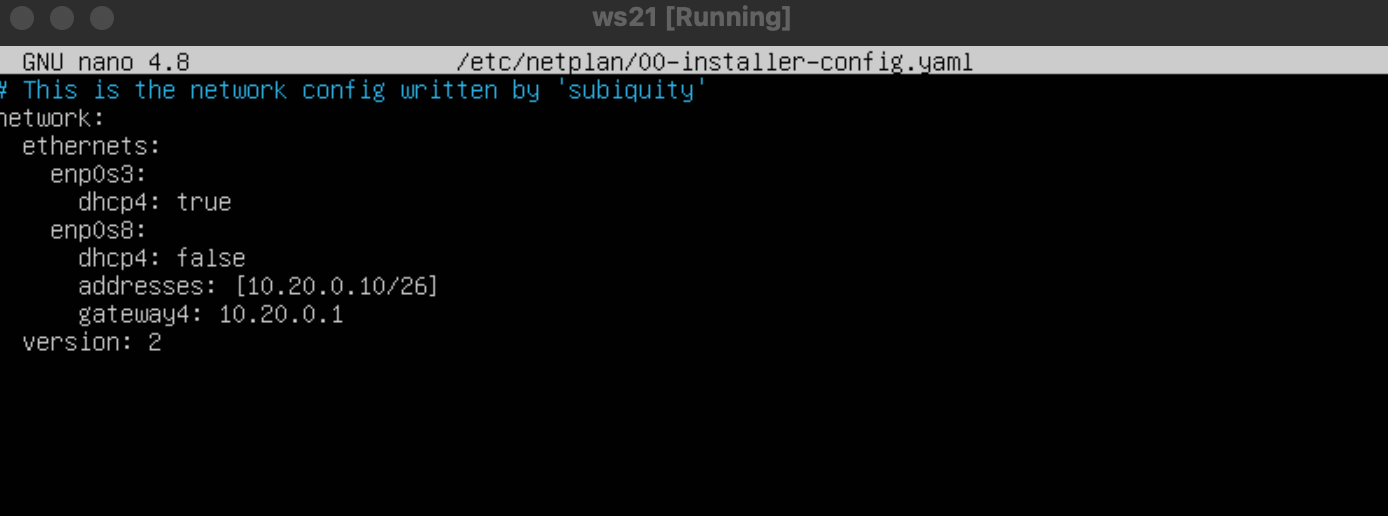 ws21 [Running]
GNU nano 4.8 /etc/netplan/00-installer-config.yaml
# This is the network config written by 'subiquity'
network:
  ethernets:
    enp0s3:
      dhcp4: true
    enp0s8:
      dhcp4: false
      addresses: [10.20.0.10/26]
      gateway4: 10.20.0.1
  version: 2